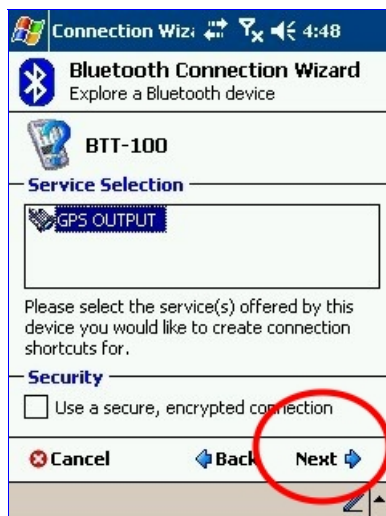 Connection Wiz 4:48
Bluetooth Connection Wizard
Explore a Bluetooth device
BTT-100
Service Selection
GPS OUTPUT
Please select the service(s) offered by this
device you would like to create connection
shortcuts for.
Security
Use a secure, encrypted connection
Cancel Back Next